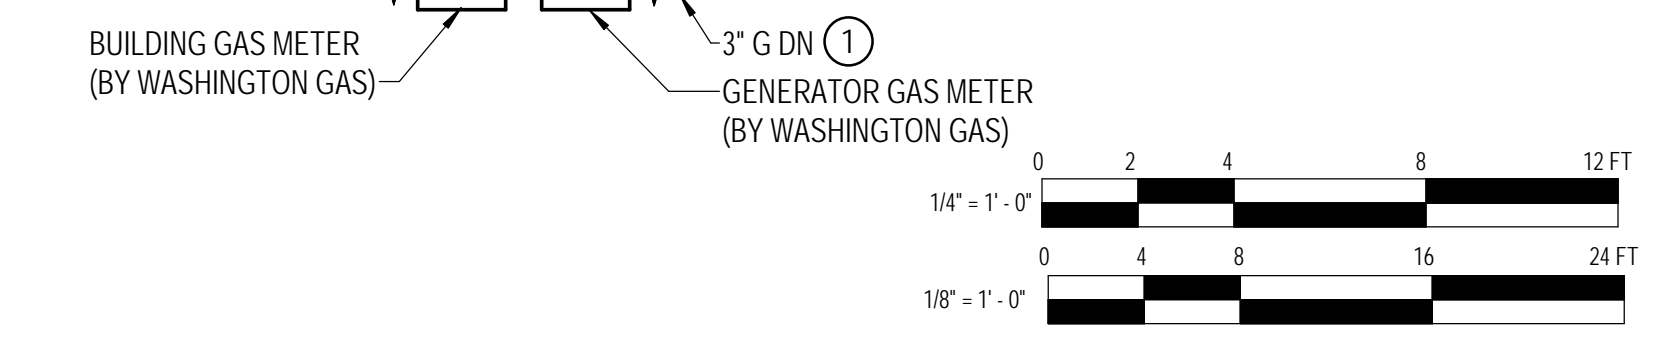 BUILDING GAS METER
(BY WASHINGTON GAS)
3" G DN 1
GENERATOR GAS METER
(BY WASHINGTON GAS)
0 2 4 8 12 FT
1/4" = 1' - 0"
0 4 8 16 24 FT
1/8" = 1' - 0"